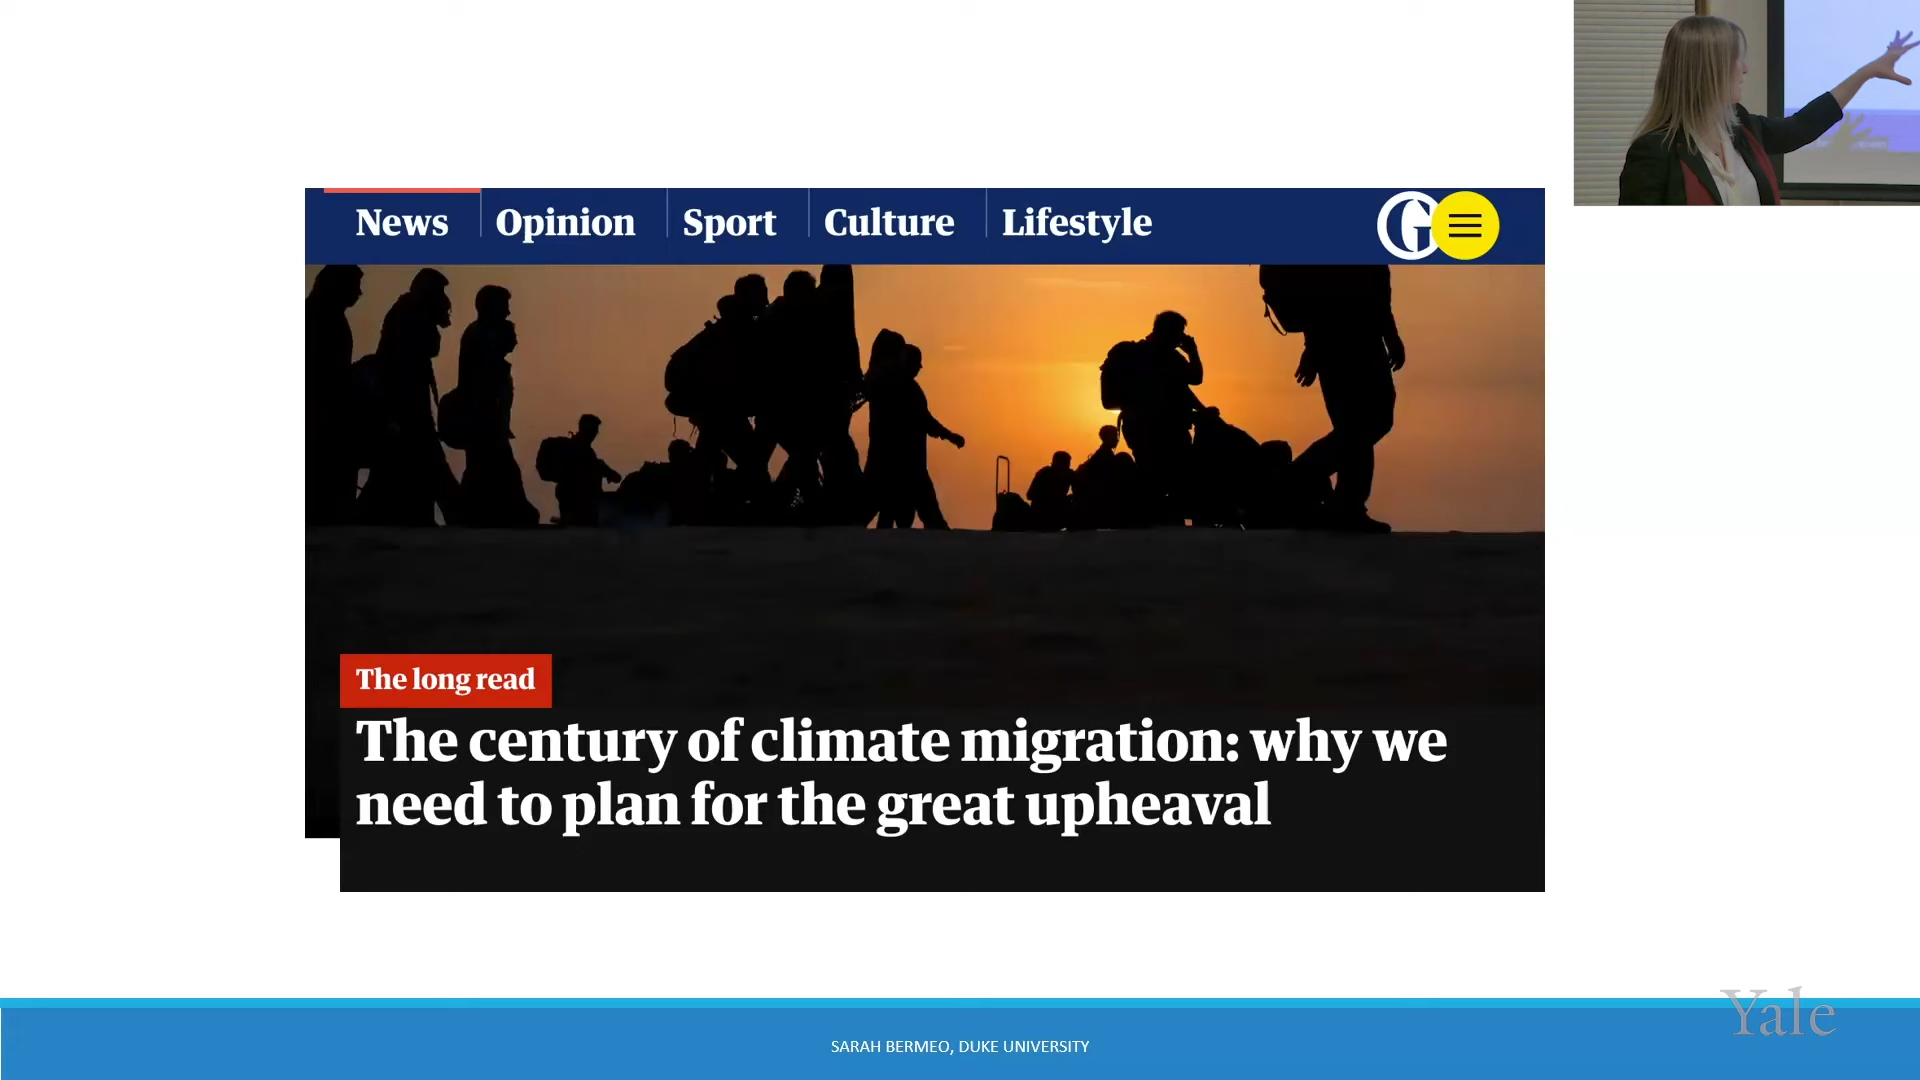 News Opinion Sport Culture Lifestyle
The long read
The century of climate migration: why we
need to plan for the great upheaval
Yale
SARAH BERMEO, DUKE UNIVERSITY